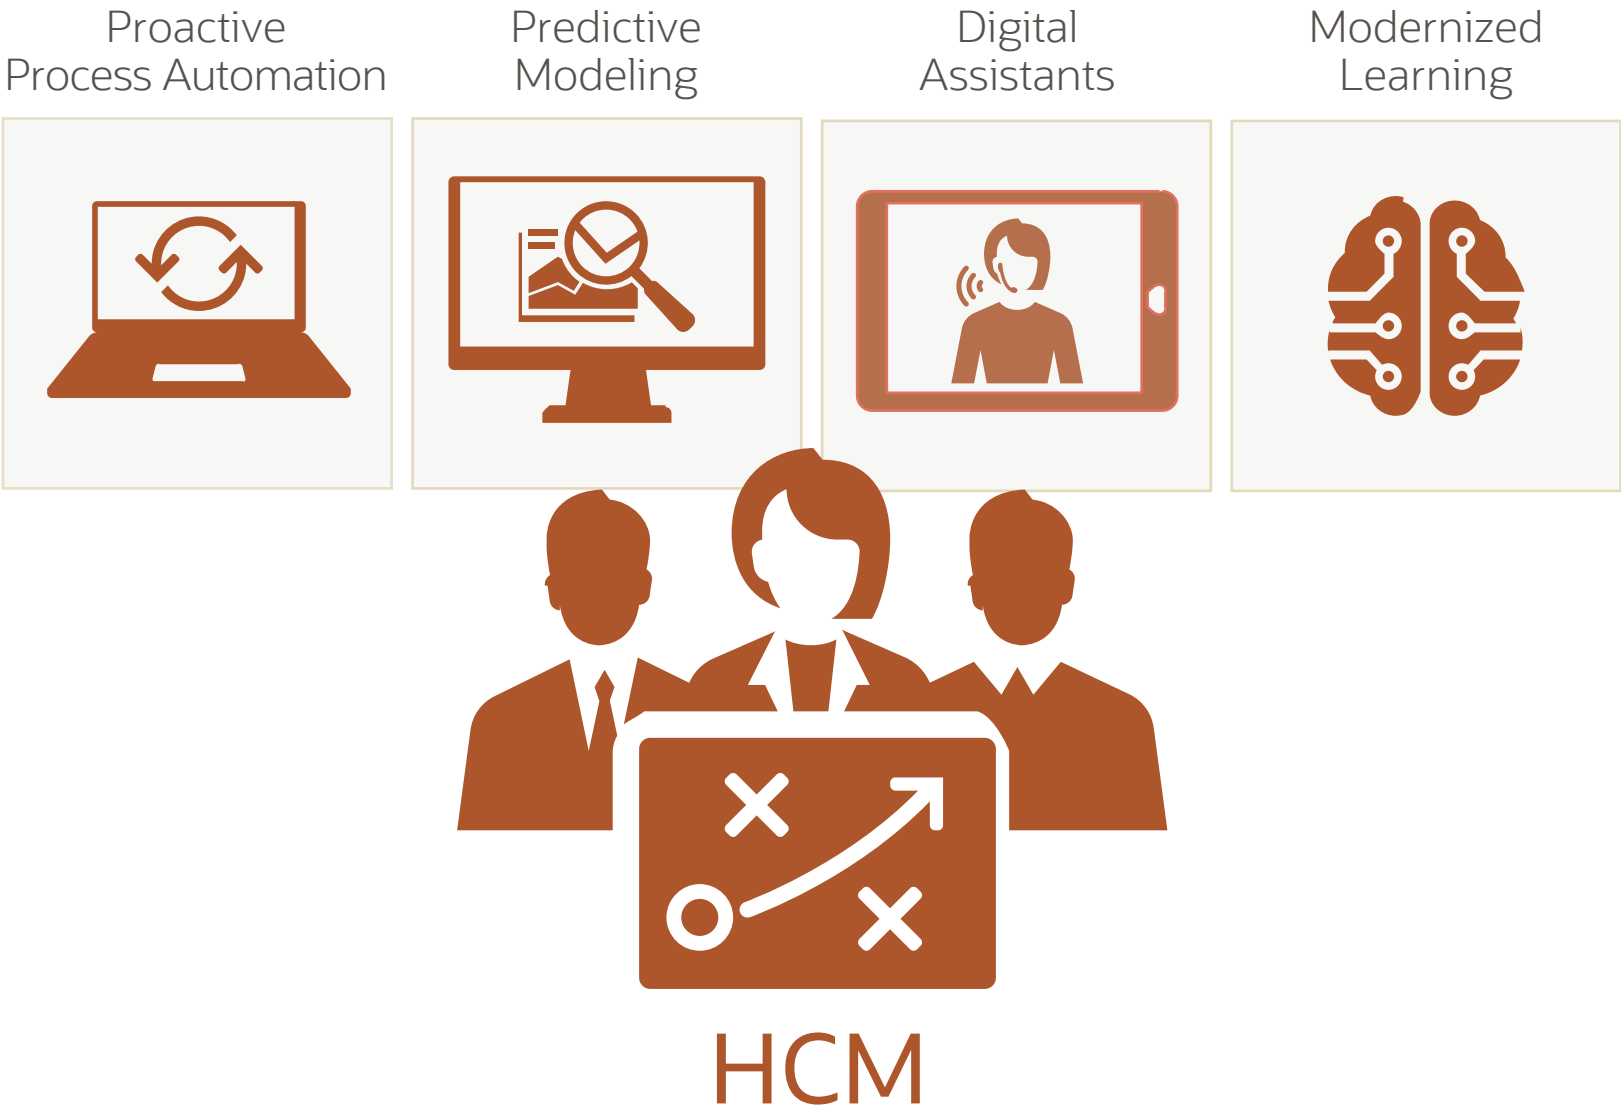 Proactive
Process Automation
Predictive
Modeling
Digital
Assistants
Modernized
Learning
HCM